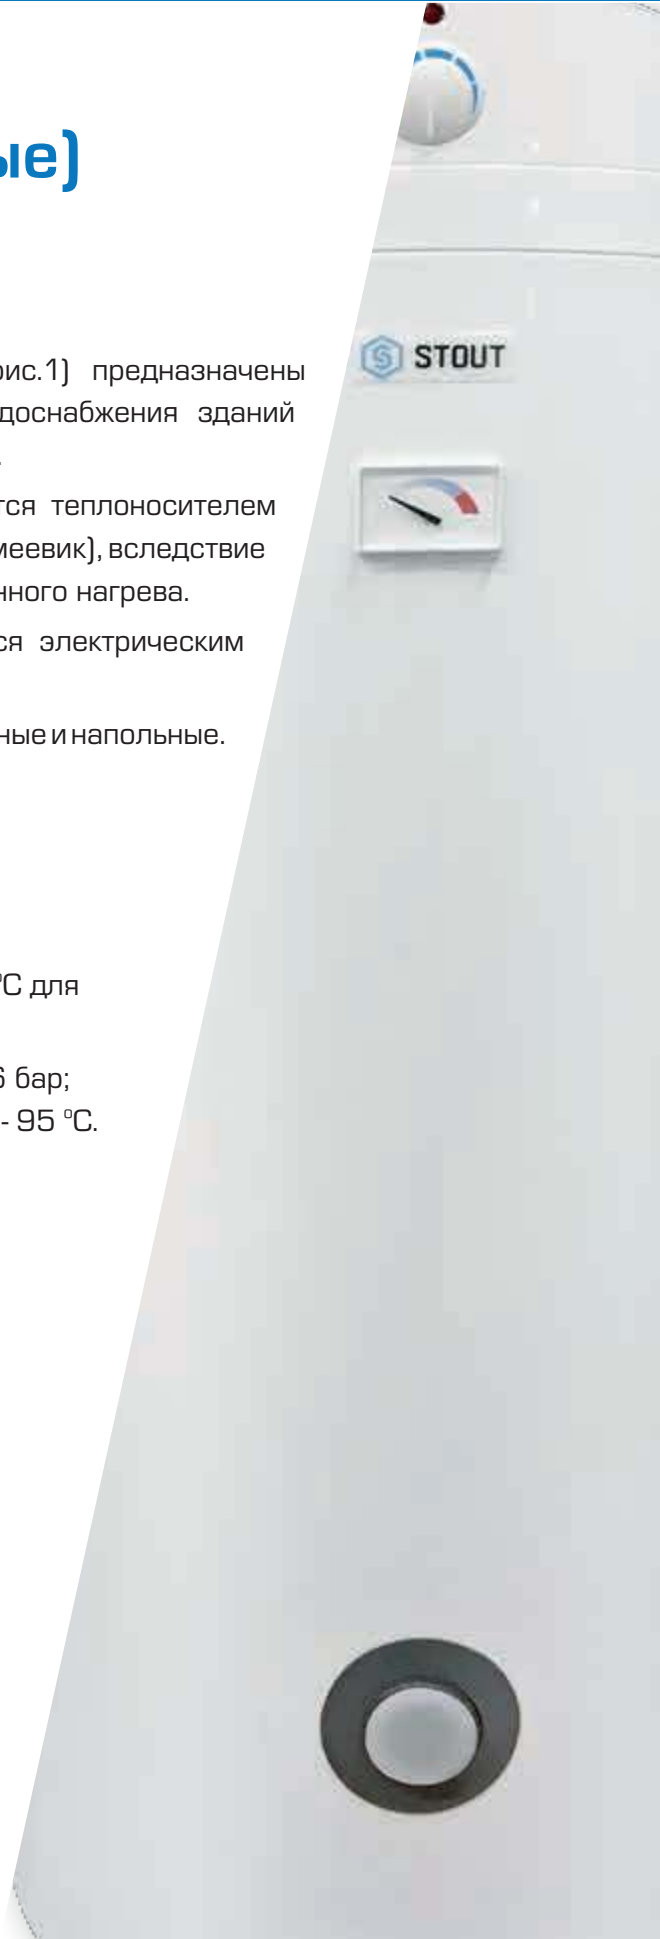 ые)
рис.1) предназначены
доснабжения зданий
.
тся теплоносителем
меевик), вследствие
нного нагрева.
ся электрическим
ные и напольные.
°С для
6 бар;
- 95 °С.
STOUT